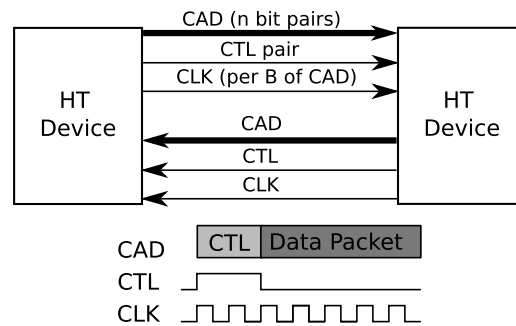 CAD (n bit pairs)
CTL pair
CLK (per B of CAD)
HT
Device
HT
Device
CAD
CTL
CLK
CAD
CTL
Data Packet
CTL
CLK